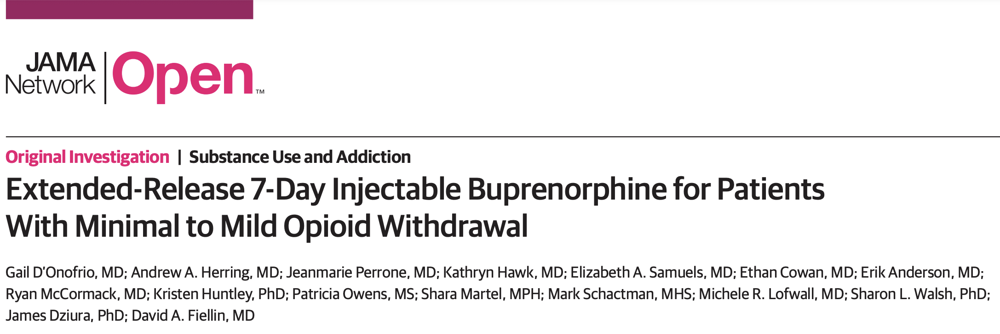 JAMA
Network
Open™
Original Investigation | Substance Use and Addiction
Extended-Release 7-Day Injectable Buprenorphine for Patients
With Minimal to Mild Opioid Withdrawal
Gail D’Onofrio, MD; Andrew A. Herring, MD; Jeanmarie Perrone, MD; Kathryn Hawk, MD; Elizabeth A. Samuels, MD; Ethan Cowan, MD; Erik Anderson, MD;
Ryan McCormack, MD; Kristen Huntley, PhD; Patricia Owens, MS; Shara Martel, MPH; Mark Schactman, MHS; Michele R. Lofwall, MD; Sharon L. Walsh, PhD;
James Dziura, PhD; David A. Fiellin, MD